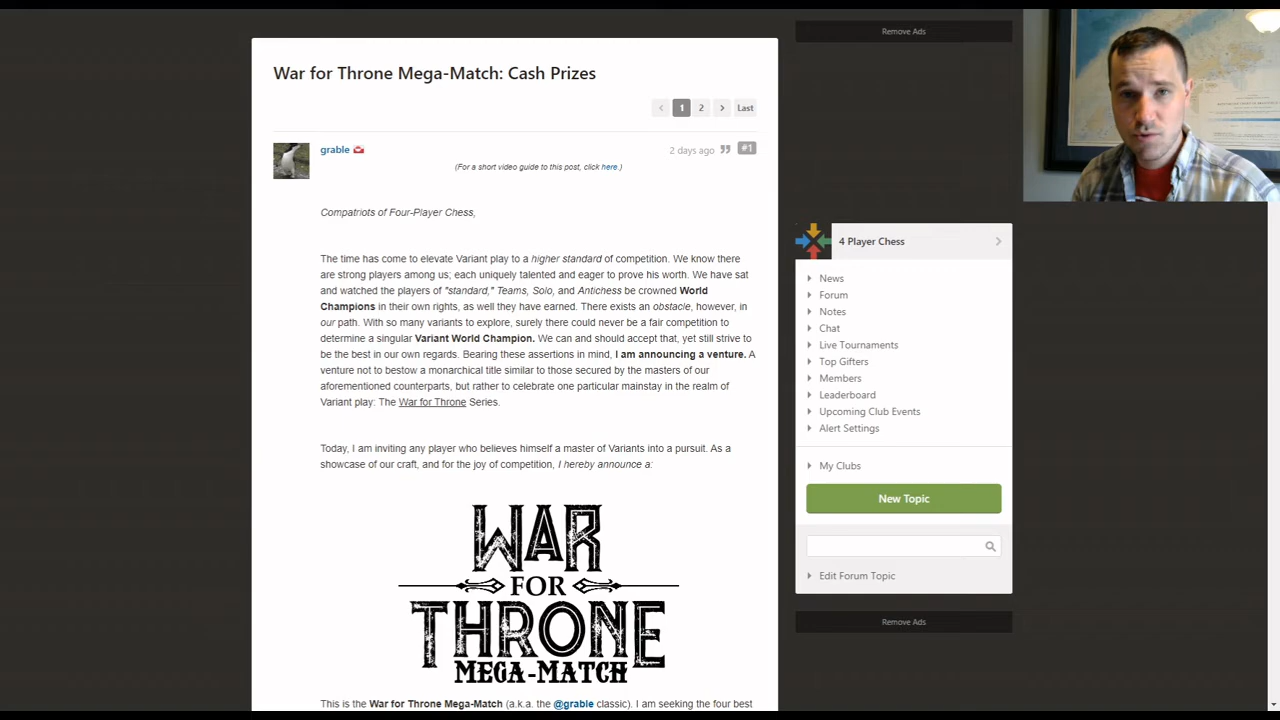 Remove Ads
War for Throne Mega-Match: Cash Prizes
1 2 Last
grable
2 days ago #1
(For a short video guide to this post, click here.)
Compatriots of Four-Player Chess,
The time has come to elevate Variant play to a higher standard of competition. We know there
are strong players among us; each uniquely talented and eager to prove his worth. We have sat
and watched the players of "standard," Teams, Solo, and Antichess be crowned World
Champions in their own rights, as well they have earned. There exists an obstacle, however, in
our path. With so many variants to explore, surely there could never be a fair competition to
determine a singular Variant World Champion. We can and should accept that, yet still strive to
be the best in our own regards. Bearing these assertions in mind, I am announcing a venture. A
venture not to bestow a monarchical title similar to those secured by the masters of our
aforementioned counterparts, but rather to celebrate one particular mainstay in the realm of
Variant play: The War for Throne Series.
Today, I am inviting any player who believes himself a master of Variants into a pursuit. As a
showcase of our craft, and for the joy of competition, I hereby announce a:
WAR
FOR
THRONE
MEGA-MATCH
This is the War for Throne Mega-Match (a.k.a. the @grable classic). I am seeking the four best
4 Player Chess
News
Forum
Notes
Chat
Live Tournaments
Top Gifters
Members
Leaderboard
Upcoming Club Events
Alert Settings
My Clubs
New Topic
Edit Forum Topic
Remove Ads